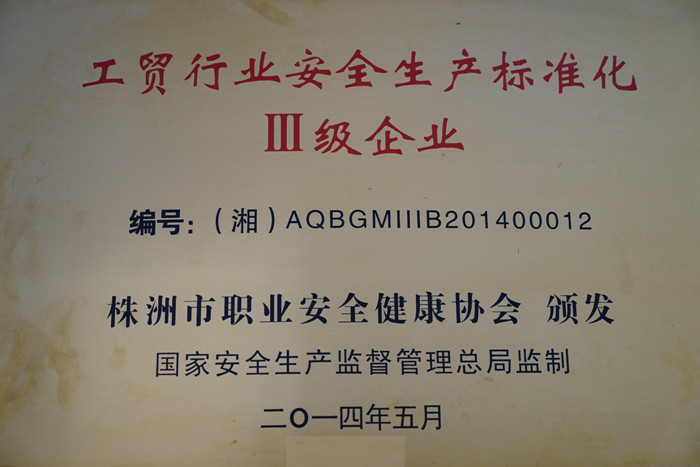 工贸行业安全生产标准化
III级企业
编号：（湘）AQBGMIIIB201400012
株洲市职业安全健康协会 颁发
国家安全生产监督管理总局监制
二O一四年五月